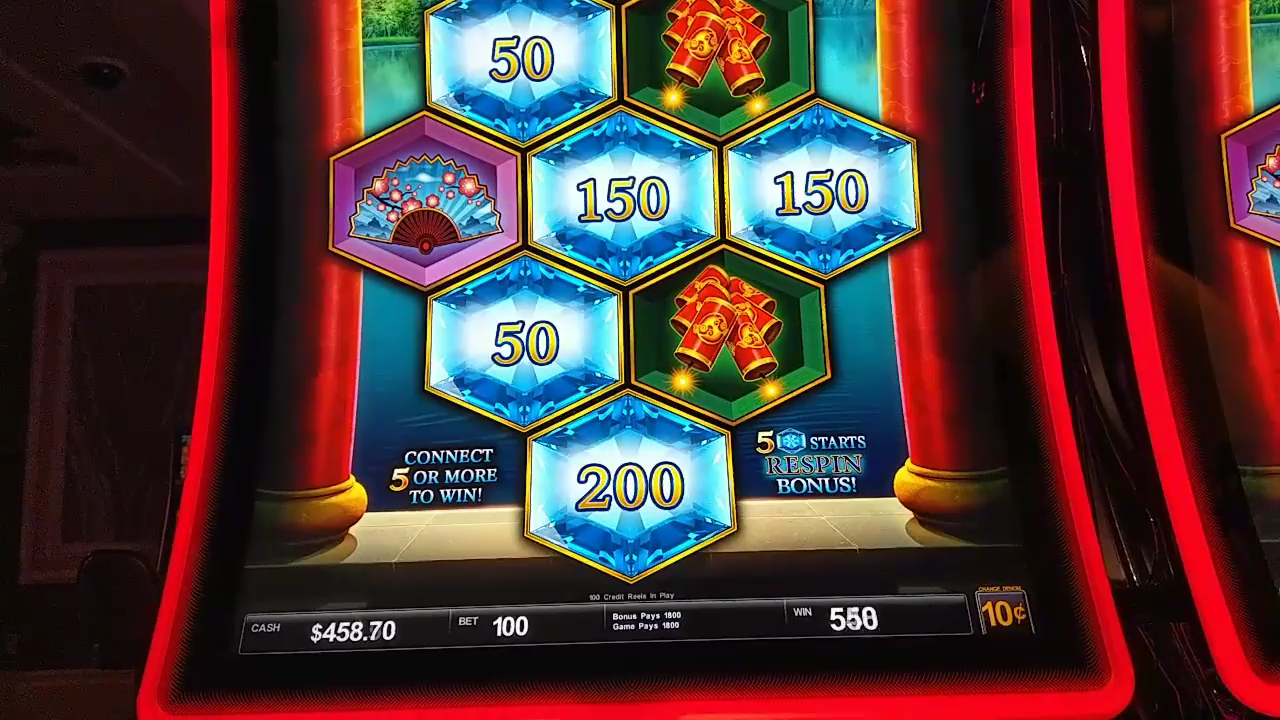 50
150
150
50
200
CONNECT
5 OR MORE
TO WIN!
5 STARTS
RESPIN
BONUS!
100 Credit Reels In Play
CASH $458.70
BET 100
Bonus Pays 1800
Game Pays 1800
WIN 550
CHANGE DENOM
10¢